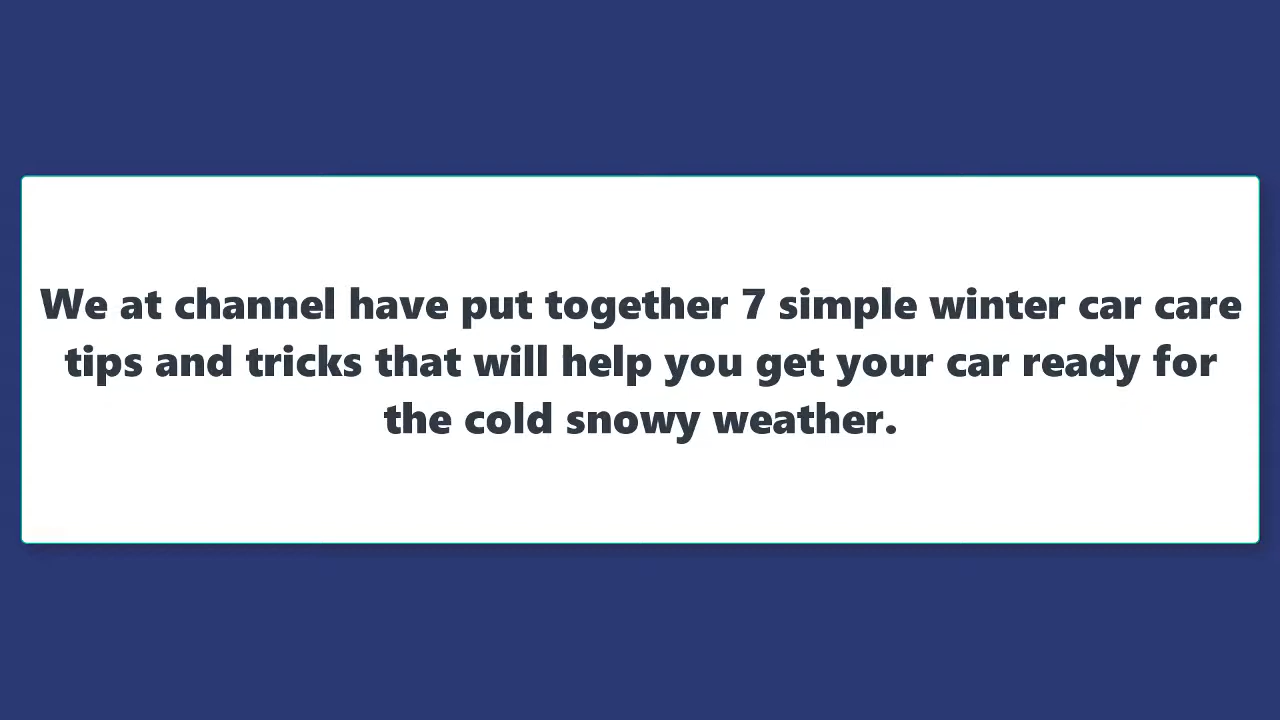 We at channel have put together 7 simple winter car care
tips and tricks that will help you get your car ready for
the cold snowy weather.